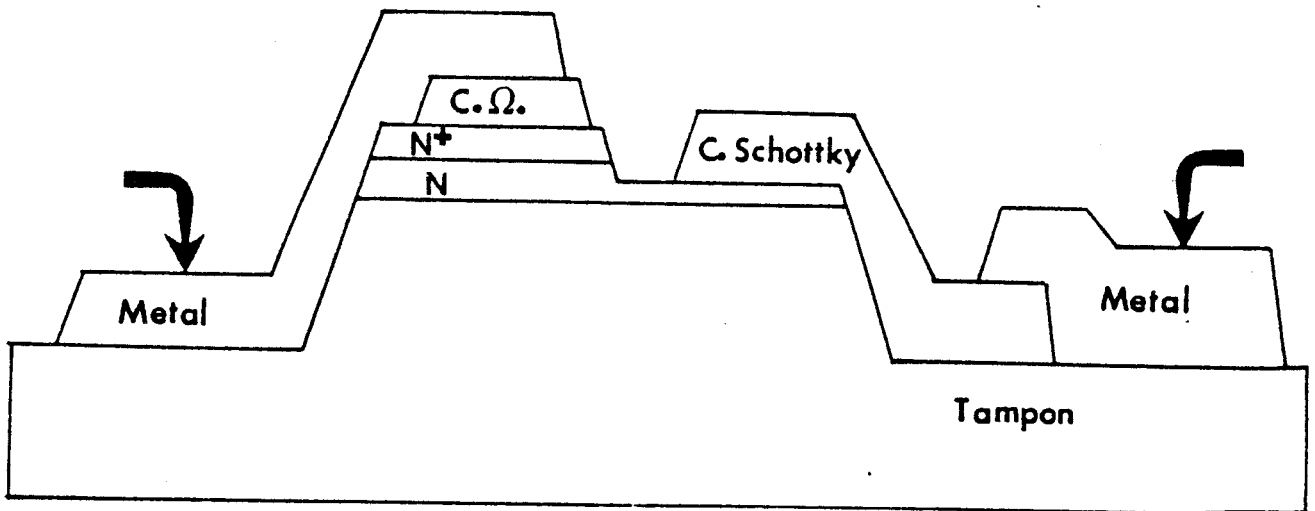 C.Ω.
N+
C. Schottky
N
Metal
Metal
Tampon